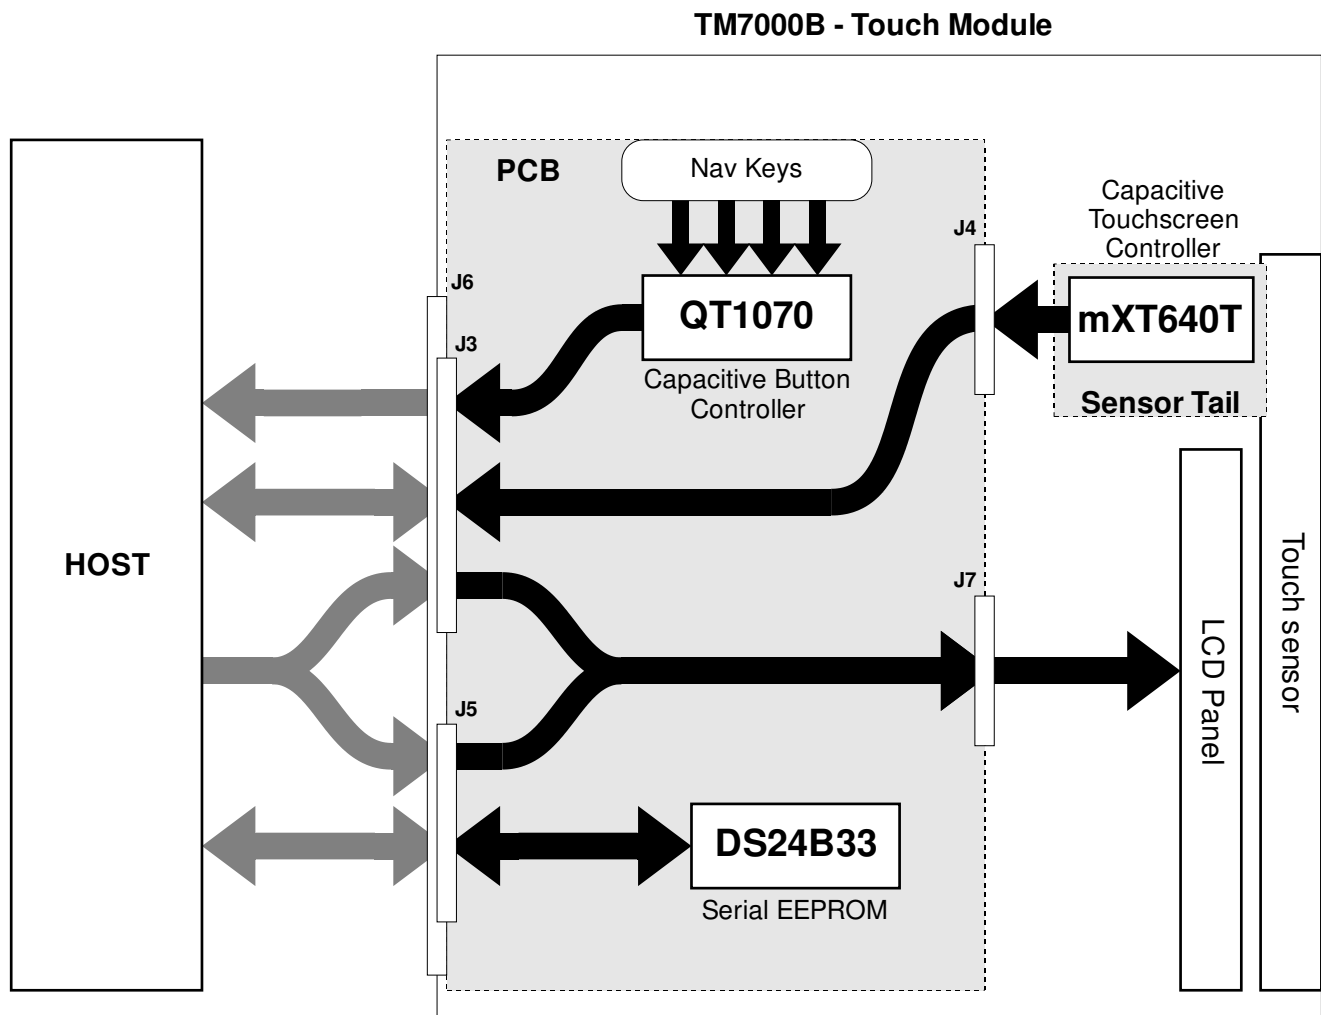 TM7000B - Touch Module
PCB
Nav Keys
J4
Capacitive
Touchscreen
Controller
J6
QT1070
mXT640T
J3
Capacitive Button
Controller
Sensor Tail
HOST
J7
Touch sensor
LCD Panel
J5
DS24B33
Serial EEPROM